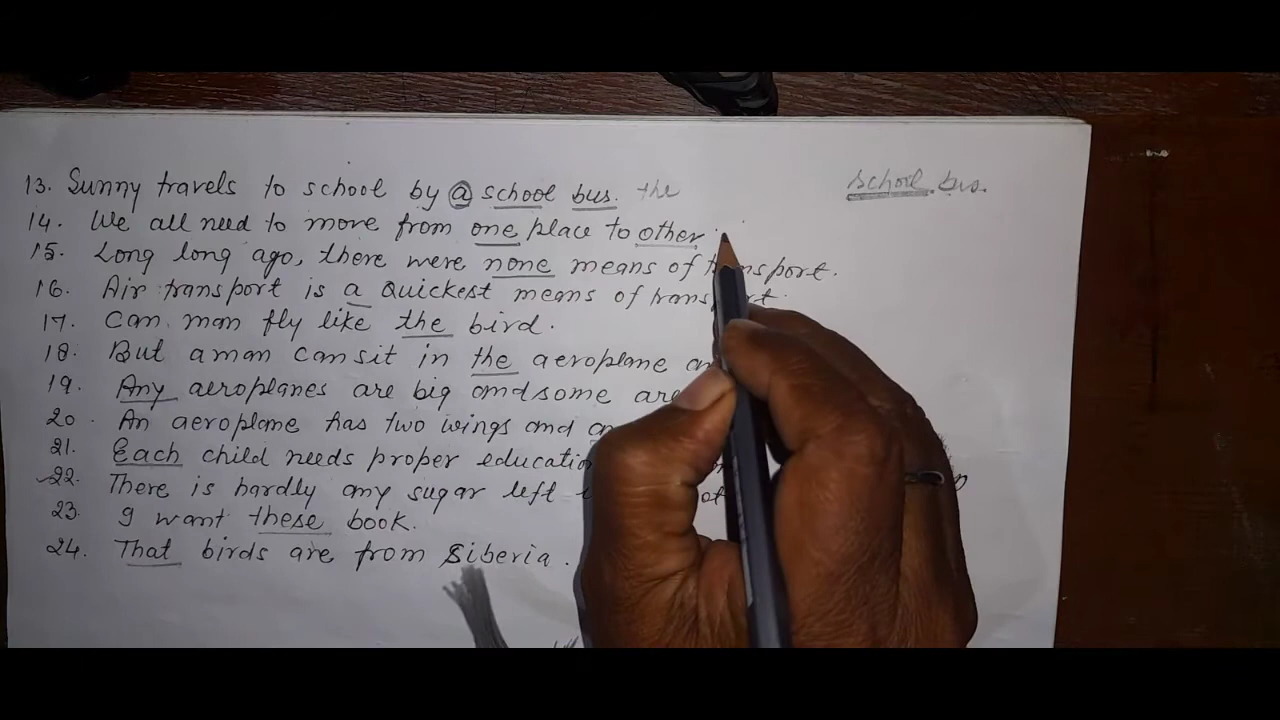 13. Sunny travels to school by a school bus. the school bus.
14. We all need to move from one place to other.
15. Long long ago, there were none means of transport.
16. Air transport is a quickest means of transport.
17. Can man fly like the bird.
18. But a man can sit in the aeroplane
19. Any aeroplanes are big and some are
20. An aeroplane has two wings and
21. Each child needs proper
22. There is hardly any sugar left
23. I want these book.
24. That birds are from Siberia.